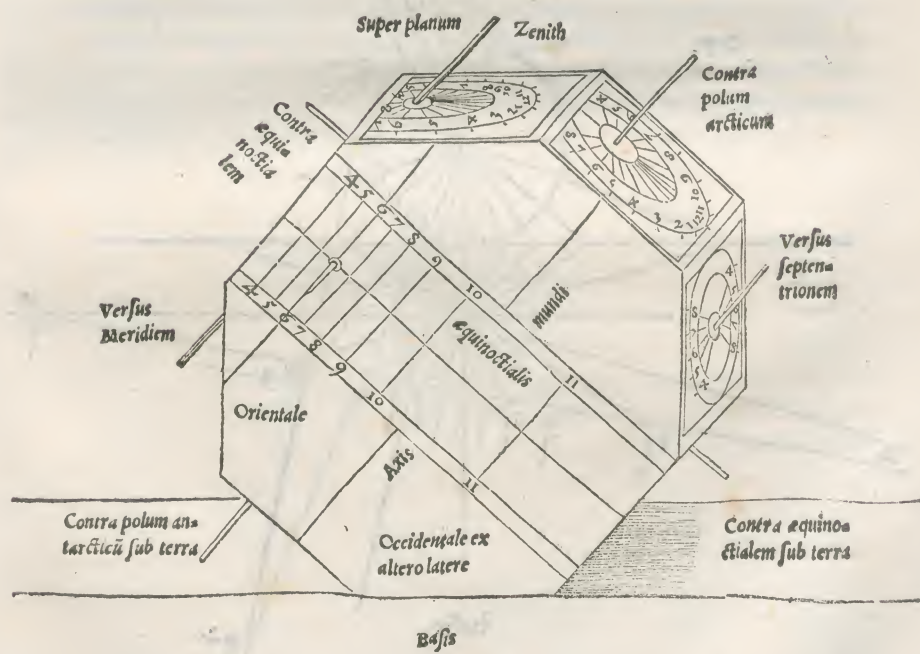 Super planum
Zenith
Contra
polum
arcticum
Contra
æqui⸗
noctia
lem
4 5 6 7 8 9 10 11
Versus
septen⸗
trionem
mundi
æquinoctialis
Versus
Meridiem
4 5 6 7 8 9 10 11
Orientale
Axis
Contra polum an⸗
tarcticũ sub terra
Occidentale ex
altero latere
Contra æquino⸗
ctialem sub terra
Basis